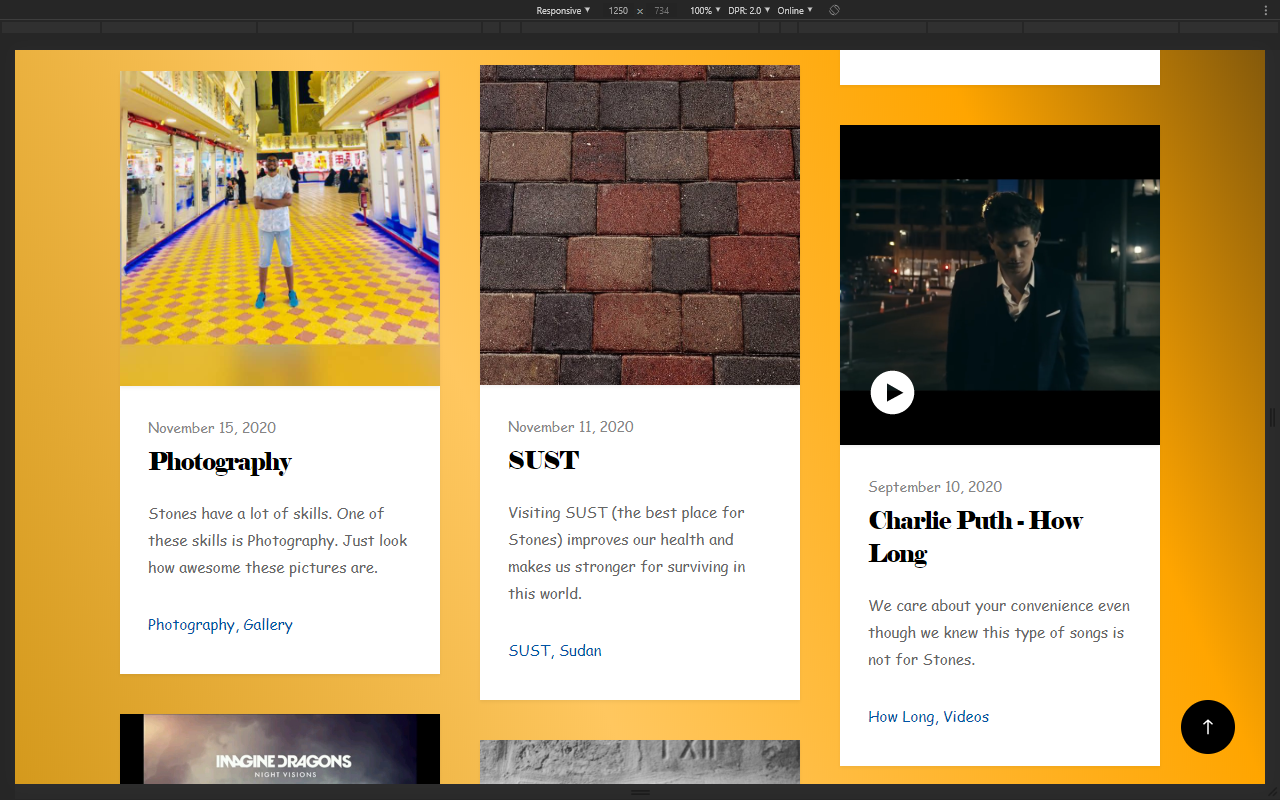 Responsive ▼ 1250 × 734 100% ▼ DPR: 2.0 ▼ Online ▼
November 15, 2020
Photography
Stones have a lot of skills. One of
these skills is Photography. Just look
how awesome these pictures are.
Photography, Gallery
IMAGINE DRAGONS
NIGHT VISIONS
November 11, 2020
SUST
Visiting SUST (the best place for
Stones) improves our health and
makes us stronger for surviving in
this world.
SUST, Sudan
September 10, 2020
Charlie Puth - How
Long
We care about your convenience even
though we knew this type of songs is
not for Stones.
How Long, Videos